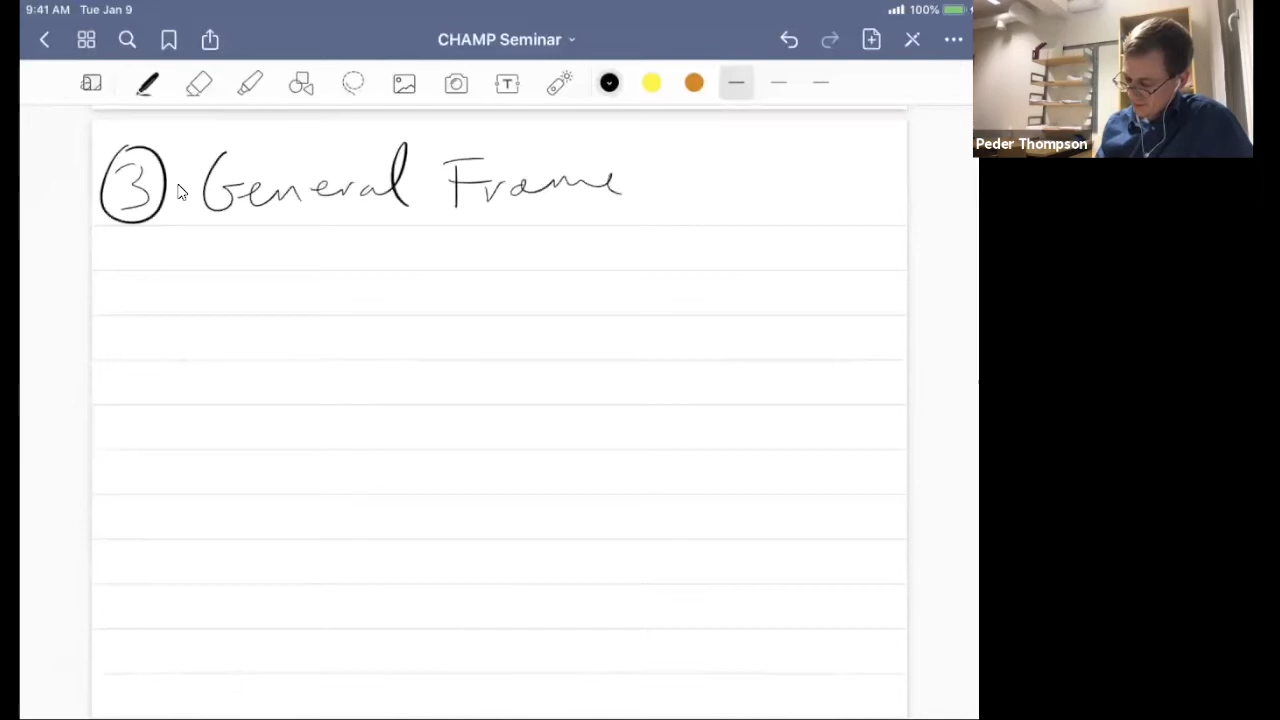 9:41 AM Tue Jan 9
100%
CHAMP Seminar
T
Peder Thompson
3. General Frame